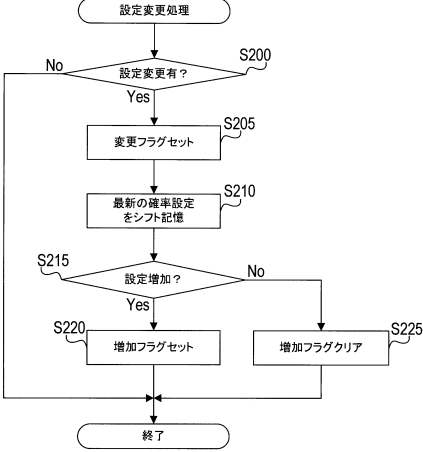 設定変更処理
S200
No
設定変更有？
Yes
S205
変更フラグセット
S210
最新の確率設定
をシフト記憶
S215
設定増加？
No
Yes
S220
増加フラグセット
S225
増加フラグクリア
終了